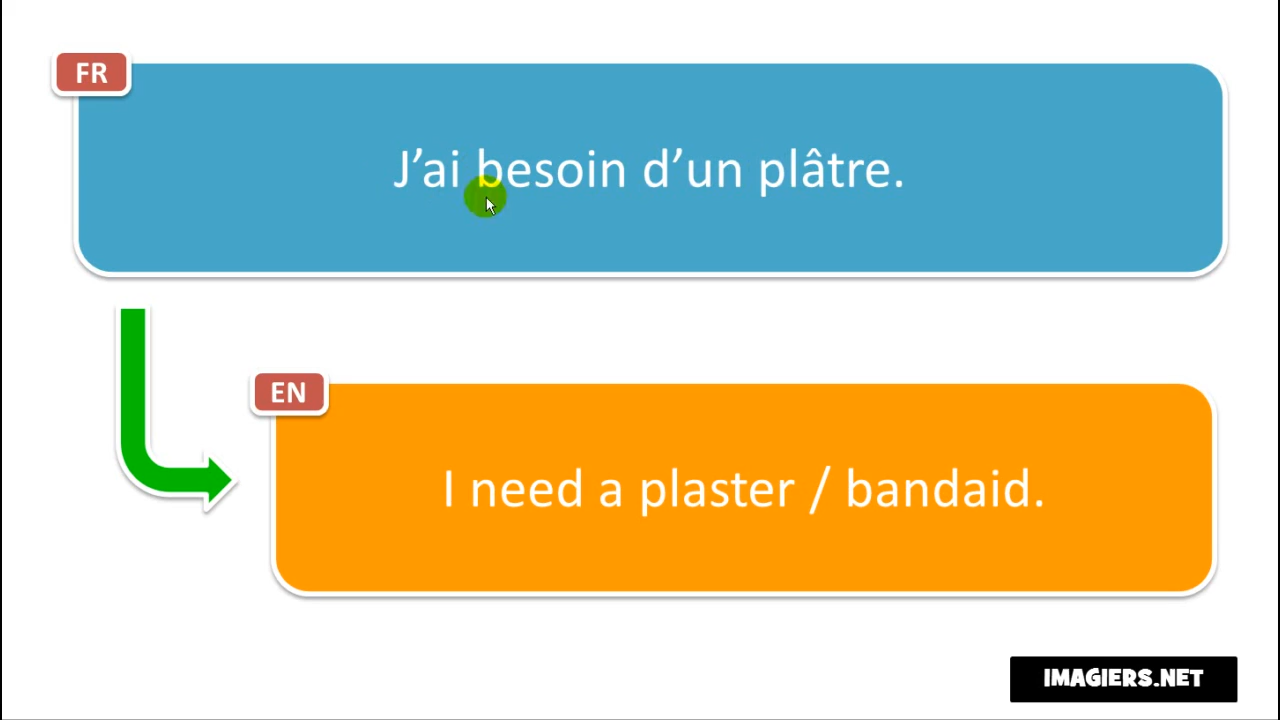 FR
J’ai besoin d’un plâtre.
EN
I need a plaster / bandaid.
IMAGIERS.NET